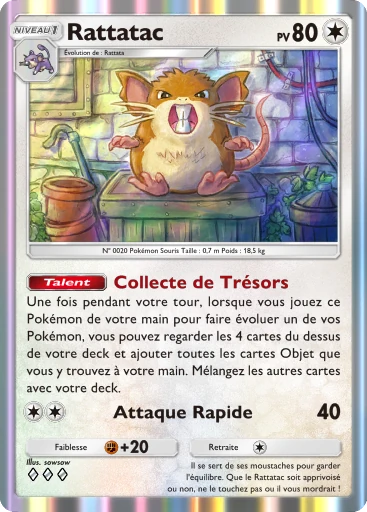 NIVEAU 1
Rattatac
PV 80
Évolution de : Rattata
N° 0020 Pokémon Souris Taille : 0,7 m Poids : 18,5 kg
Talent Collecte de Trésors
Une fois pendant votre tour, lorsque vous jouez ce
Pokémon de votre main pour faire évoluer un de vos
Pokémon, vous pouvez regarder les 4 cartes du dessus
de votre deck et ajouter toutes les cartes Objet que
vous y trouvez à votre main. Mélangez les autres cartes
avec votre deck.
Attaque Rapide 40
Faiblesse +20 Retraite
Illus. sowsow
Il se sert de ses moustaches pour garder
l'équilibre. Que le Rattatac soit apprivoisé
ou non, ne le touchez pas ou il vous mordrait !